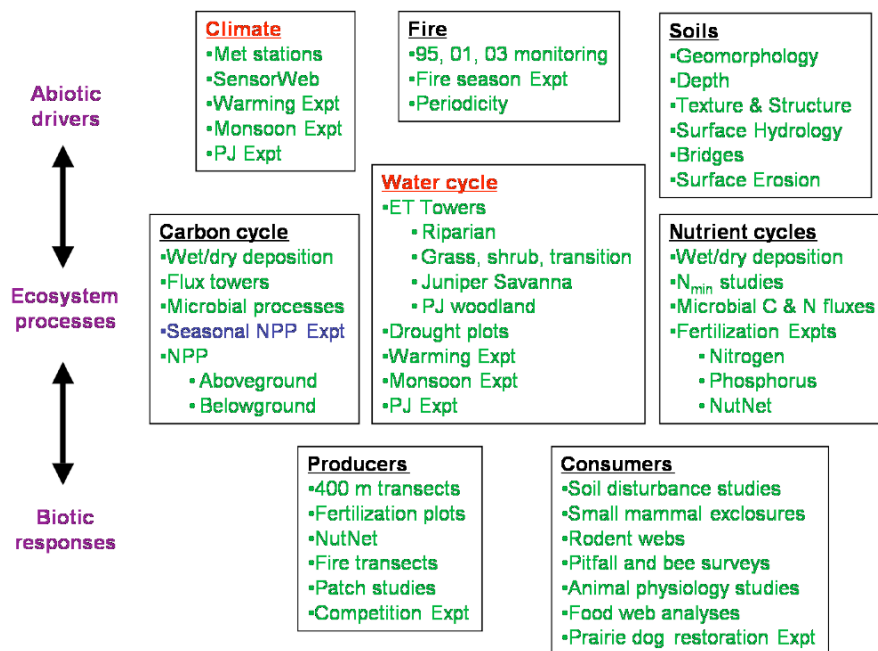 Abiotic
drivers
Climate
▪Met stations
▪SensorWeb
▪Warming Expt
▪Monsoon Expt
▪PJ Expt
Fire
▪95, 01, 03 monitoring
▪Fire season Expt
▪Periodicity
Soils
▪Geomorphology
▪Depth
▪Texture & Structure
▪Surface Hydrology
▪Bridges
▪Surface Erosion
Ecosystem
processes
Carbon cycle
▪Wet/dry deposition
▪Flux towers
▪Microbial processes
▪Seasonal NPP Expt
▪NPP
▪Aboveground
▪Belowground
Water cycle
▪ET Towers
▪Riparian
▪Grass, shrub, transition
▪Juniper Savanna
▪PJ woodland
▪Drought plots
▪Warming Expt
▪Monsoon Expt
▪PJ Expt
Nutrient cycles
▪Wet/dry deposition
▪Nmin studies
▪Microbial C & N fluxes
▪Fertilization Expts
▪Nitrogen
▪Phosphorus
▪NutNet
Biotic
responses
Producers
▪400 m transects
▪Fertilization plots
▪NutNet
▪Fire transects
▪Patch studies
▪Competition Expt
Consumers
▪Soil disturbance studies
▪Small mammal exclosures
▪Rodent webs
▪Pitfall and bee surveys
▪Animal physiology studies
▪Food web analyses
▪Prairie dog restoration Expt